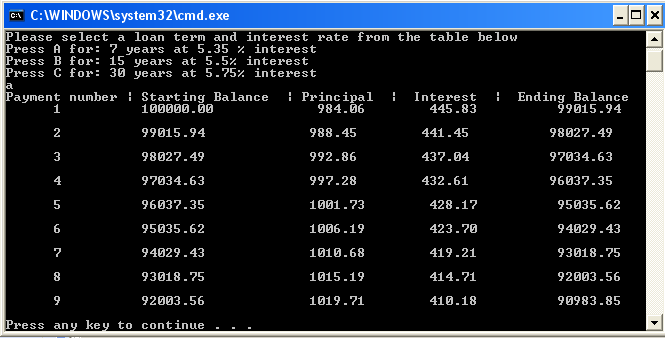 C:\WINDOWS\system32\cmd.exe
Please select a loan term and interest rate from the table below
Press A for: 7 years at 5.35 % interest
Press B for: 15 years at 5.5% interest
Press C for: 30 years at 5.75% interest
a
Payment number | Starting Balance | Principal | Interest | Ending Balance
1 100000.00 984.06 445.83 99015.94
2 99015.94 988.45 441.45 98027.49
3 98027.49 992.86 437.04 97034.63
4 97034.63 997.28 432.61 96037.35
5 96037.35 1001.73 428.17 95035.62
6 95035.62 1006.19 423.70 94029.43
7 94029.43 1010.68 419.21 93018.75
8 93018.75 1015.19 414.71 92003.56
9 92003.56 1019.71 410.18 90983.85
Press any key to continue . . .